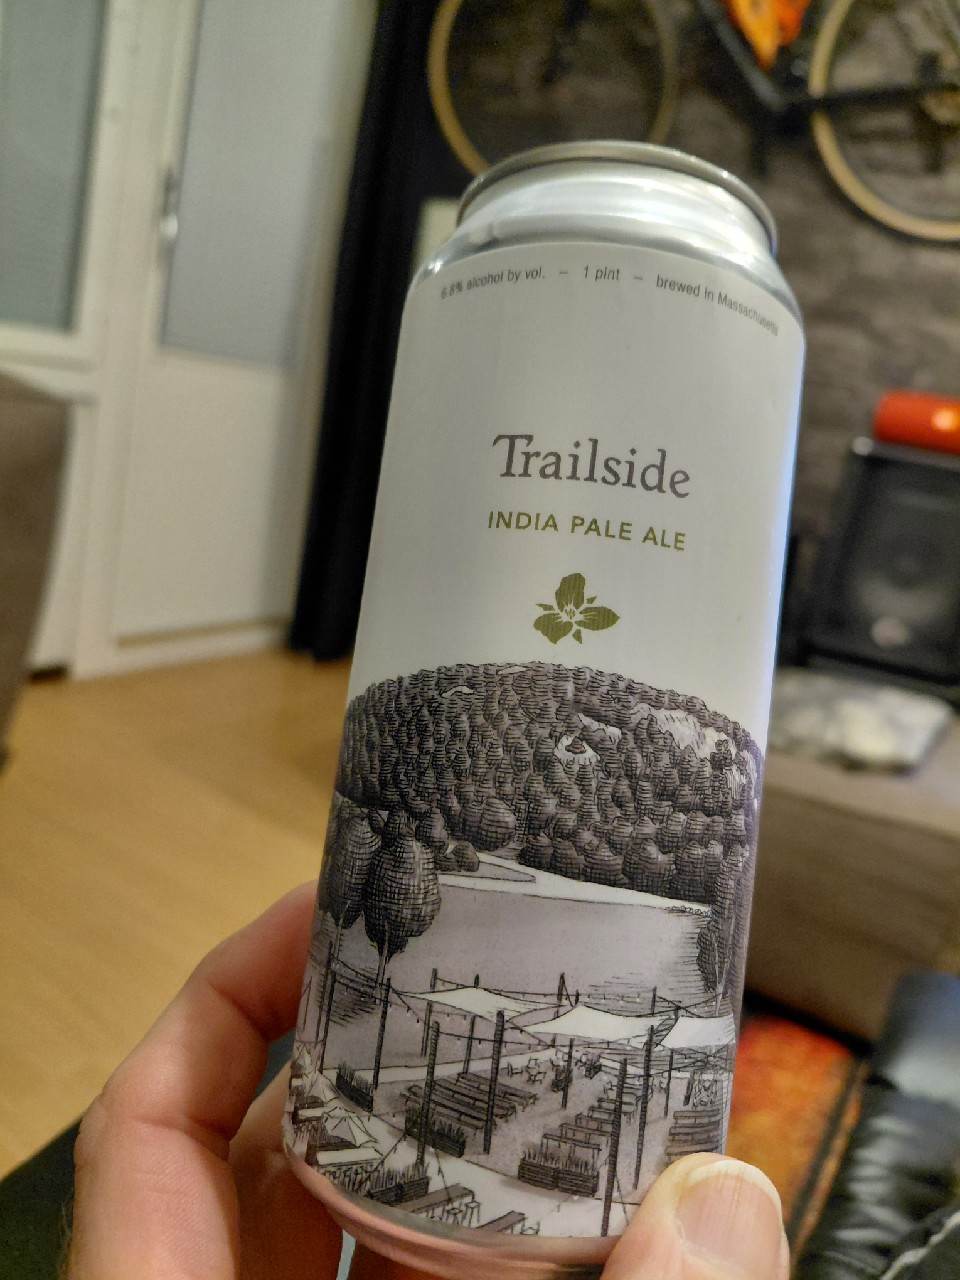 6.8% alcohol by vol. – 1 pint – brewed in Massachusetts
Trailside
INDIA PALE ALE